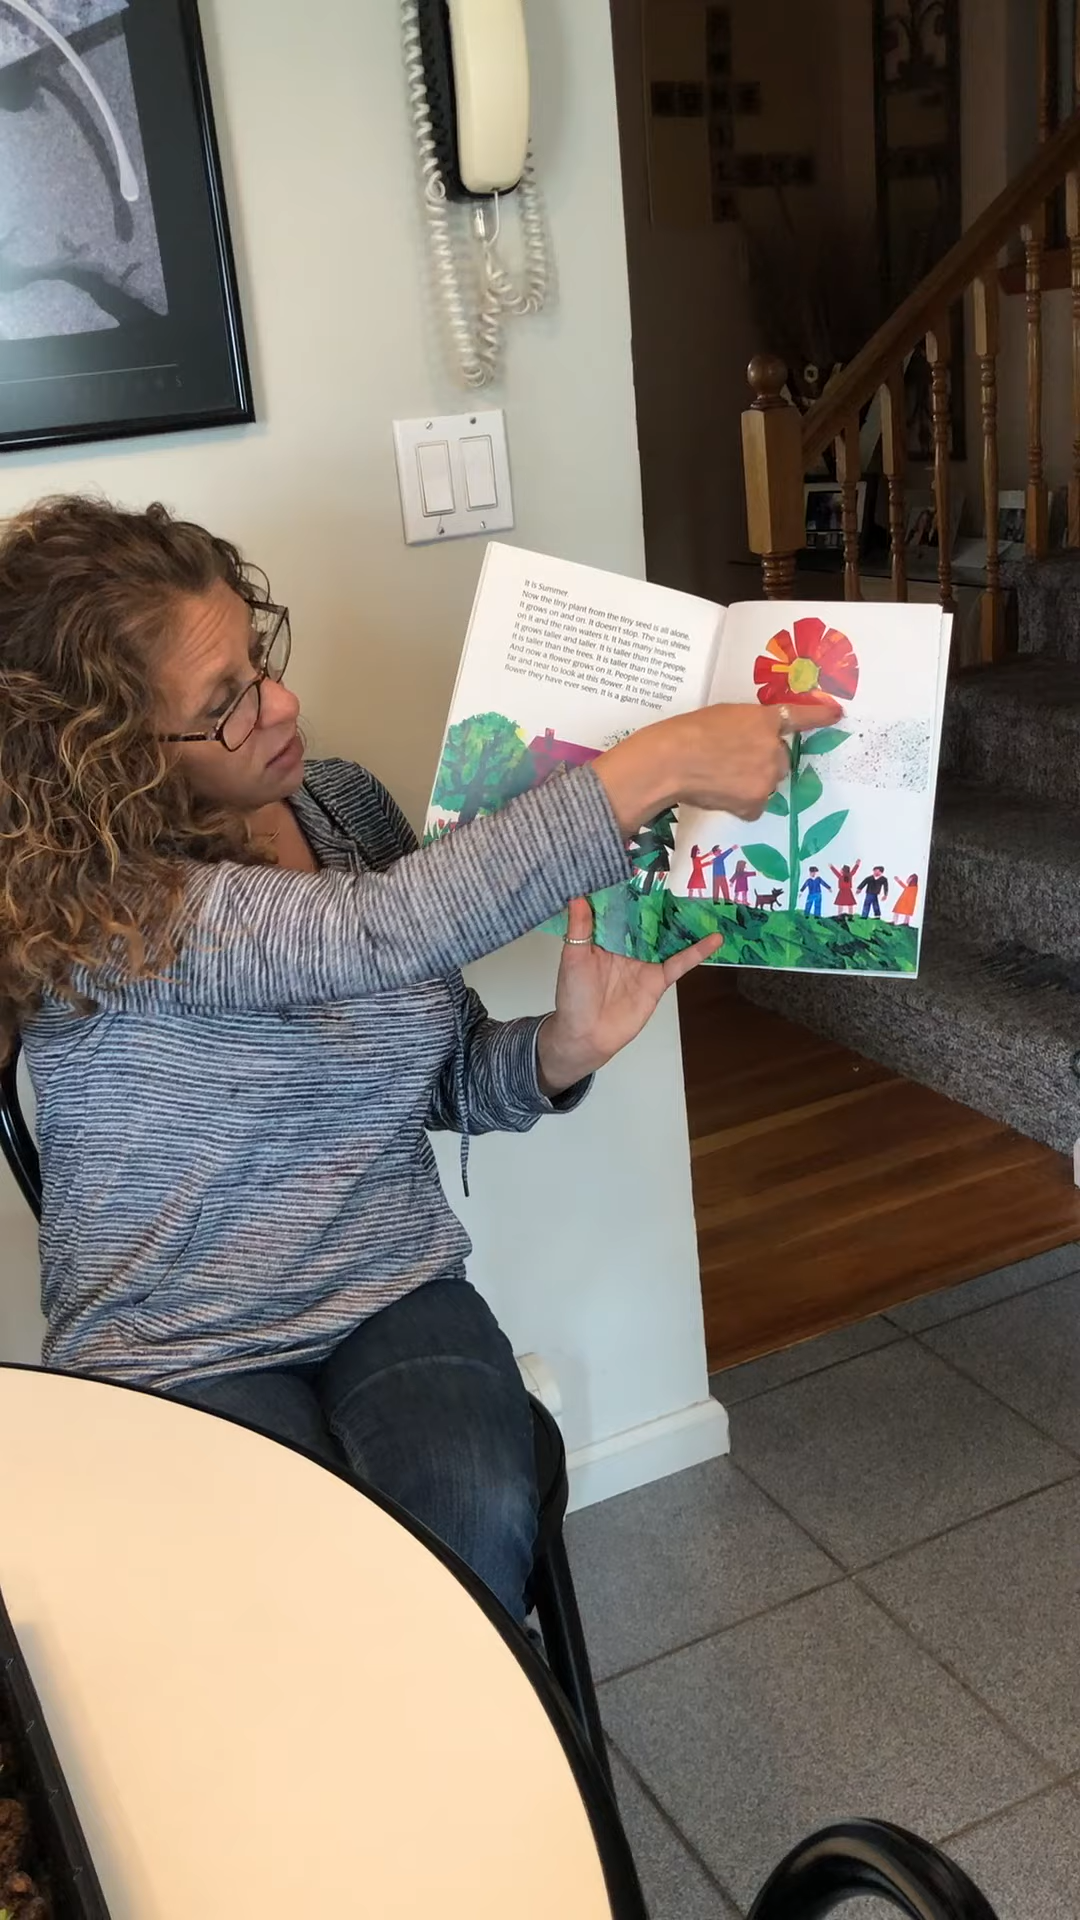 It is Summer.
Now the tiny plant from the tiny seed is all alone.
It grows on and on. It doesn't stop. The sun shines
on it and the rain waters it. It has many leaves.
It grows taller and taller. It is taller than the people.
It is taller than the trees. It is taller than the houses.
And now a flower grows on it. People come from
far and near to look at this flower. It is the tallest
flower they have ever seen. It is a giant flower